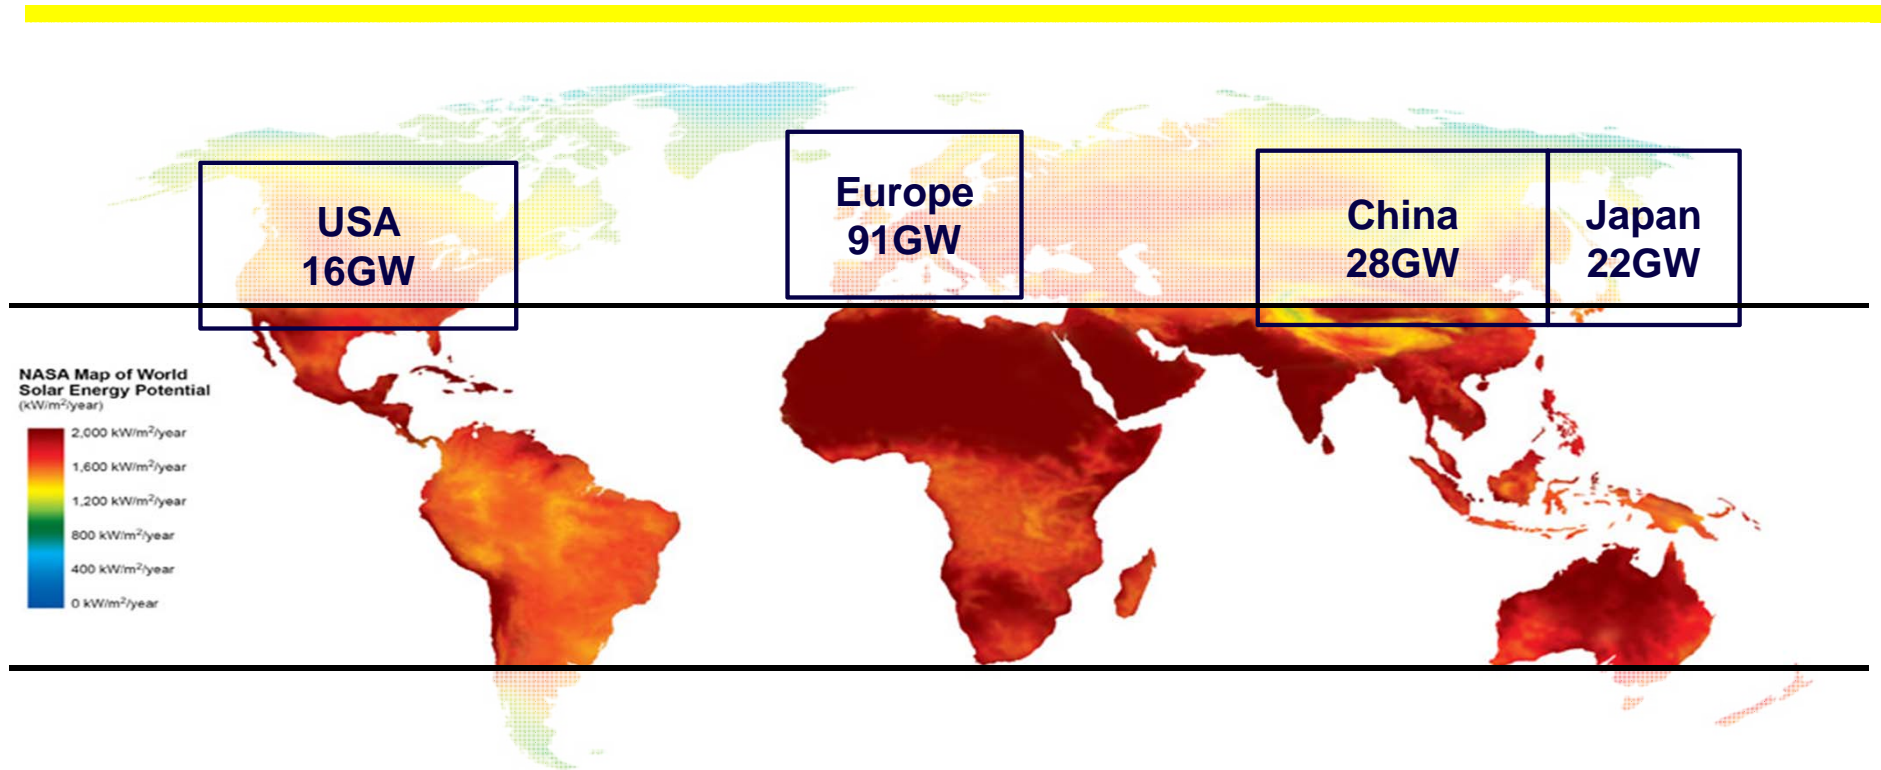 USA
16GW
Europe
91GW
China
28GW
Japan
22GW
NASA Map of World
Solar Energy Potential
(kW/m²/year)
2,000 kW/m²/year
1,600 kW/m²/year
1,200 kW/m²/year
800 kW/m²/year
400 kW/m²/year
0 kW/m²/year